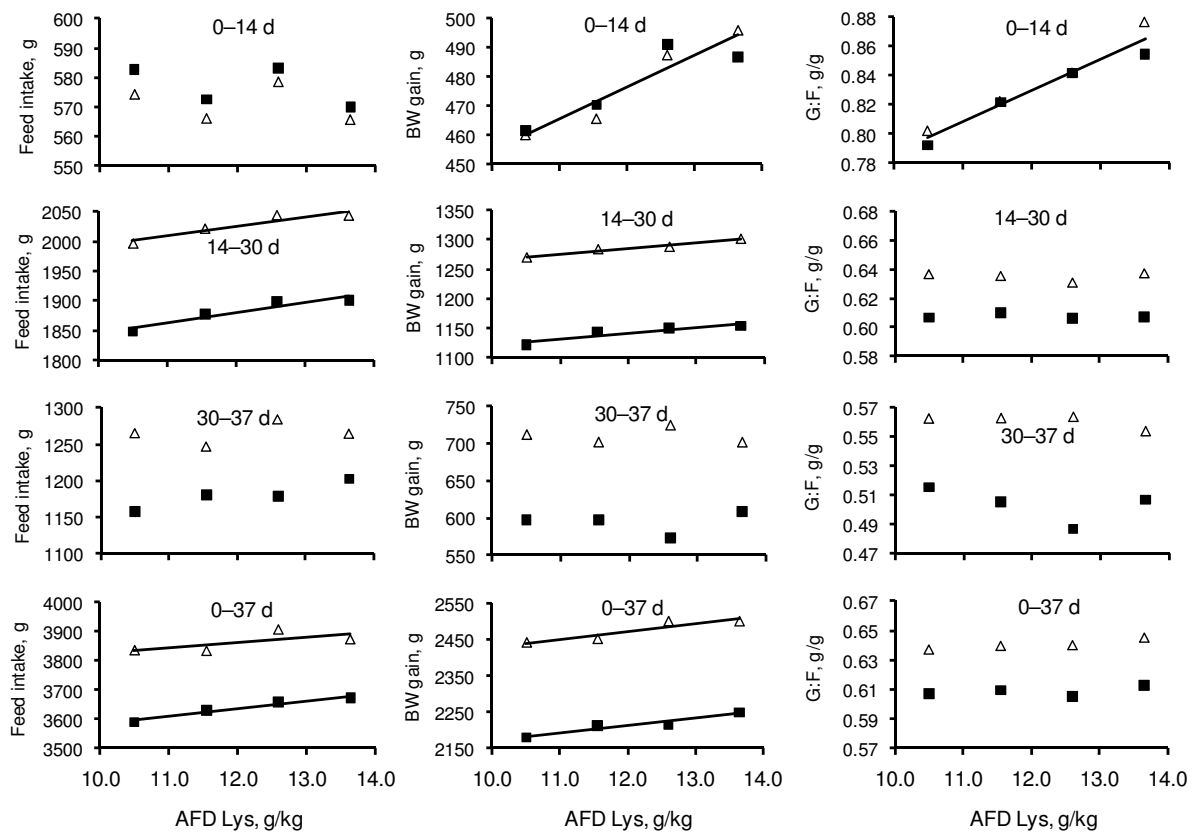 Feed intake, g
600
590
580
570
560
550
0–14 d
BW gain, g
500
490
480
470
460
450
0–14 d
G:F, g/g
0.88
0.86
0.84
0.82
0.80
0.78
0–14 d
Feed intake, g
2050
2000
1950
1900
1850
1800
14–30 d
BW gain, g
1350
1300
1250
1200
1150
1100
14–30 d
G:F, g/g
0.68
0.66
0.64
0.62
0.60
0.58
14–30 d
Feed intake, g
1300
1250
1200
1150
1100
30–37 d
BW gain, g
750
700
650
600
550
30–37 d
G:F, g/g
0.57
0.55
0.53
0.51
0.49
0.47
30–37 d
Feed intake, g
4000
3900
3800
3700
3600
3500
0–37 d
10.0 11.0 12.0 13.0 14.0
AFD Lys, g/kg
BW gain, g
2550
2450
2350
2250
2150
0–37 d
10.0 11.0 12.0 13.0 14.0
AFD Lys, g/kg
G:F, g/g
0.67
0.65
0.63
0.61
0.59
0.57
0–37 d
10.0 11.0 12.0 13.0 14.0
AFD Lys, g/kg